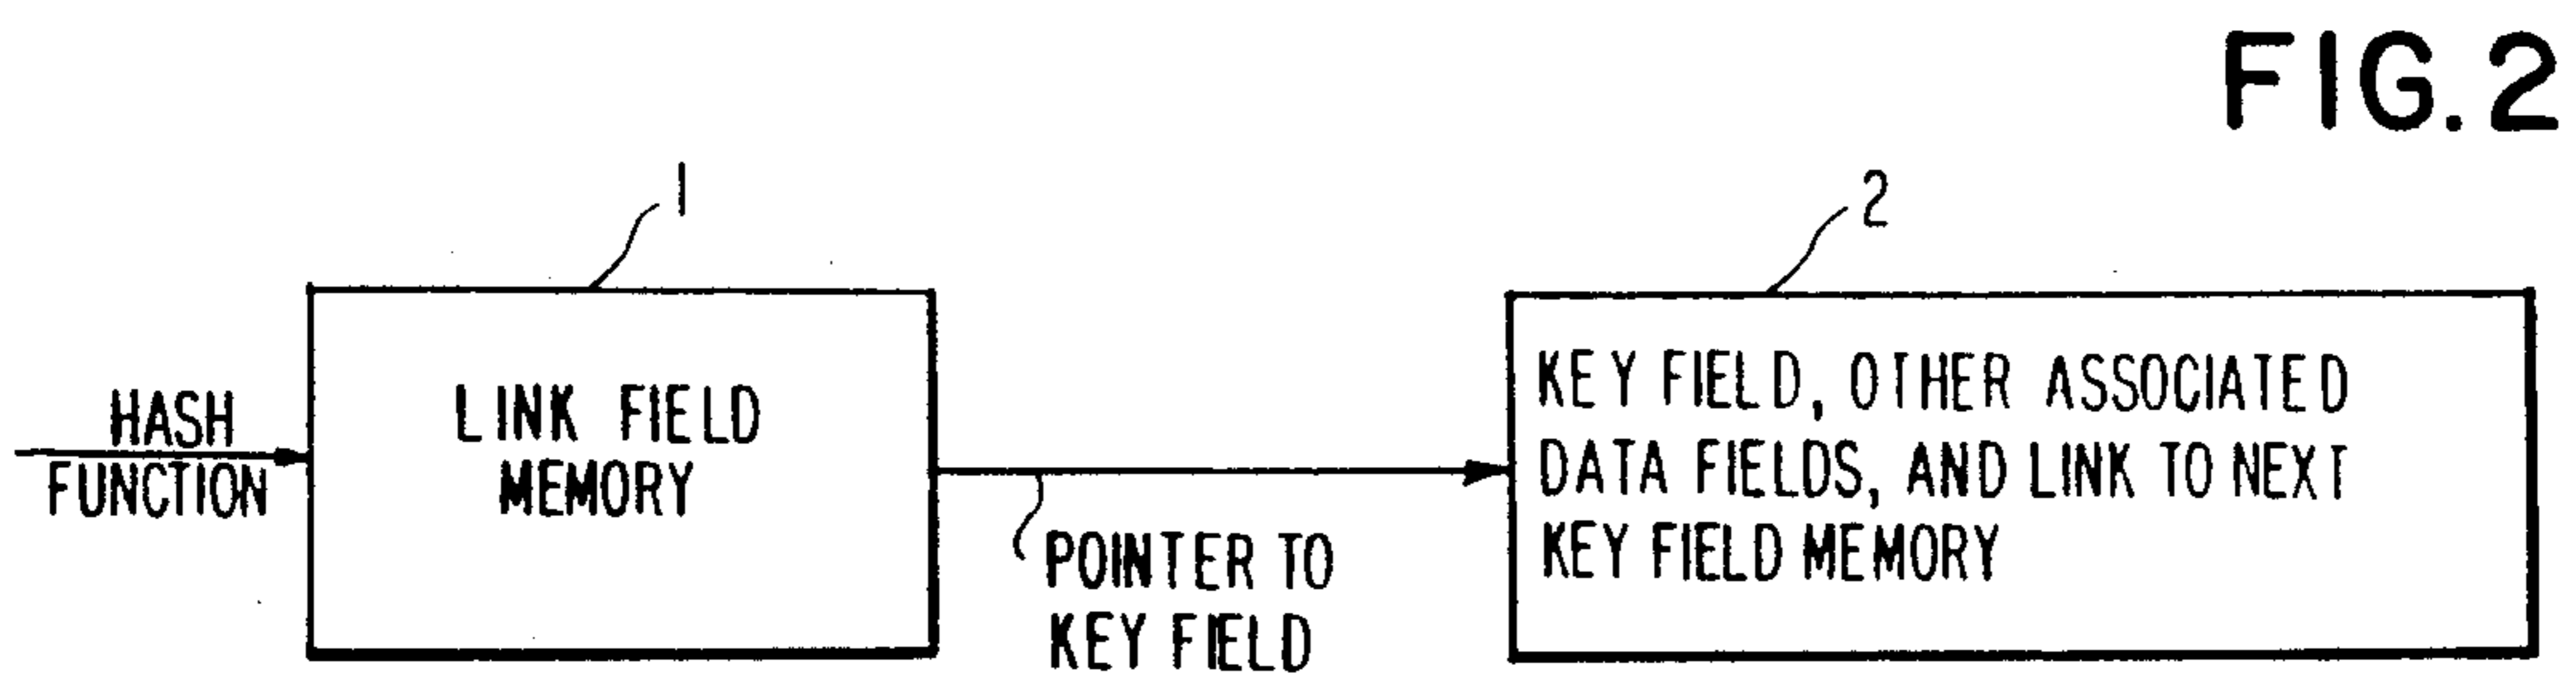 FIG. 2
1
2
HASH
FUNCTION
LINK FIELD
MEMORY
POINTER TO
KEY FIELD
KEY FIELD, OTHER ASSOCIATED
DATA FIELDS, AND LINK TO NEXT
KEY FIELD MEMORY